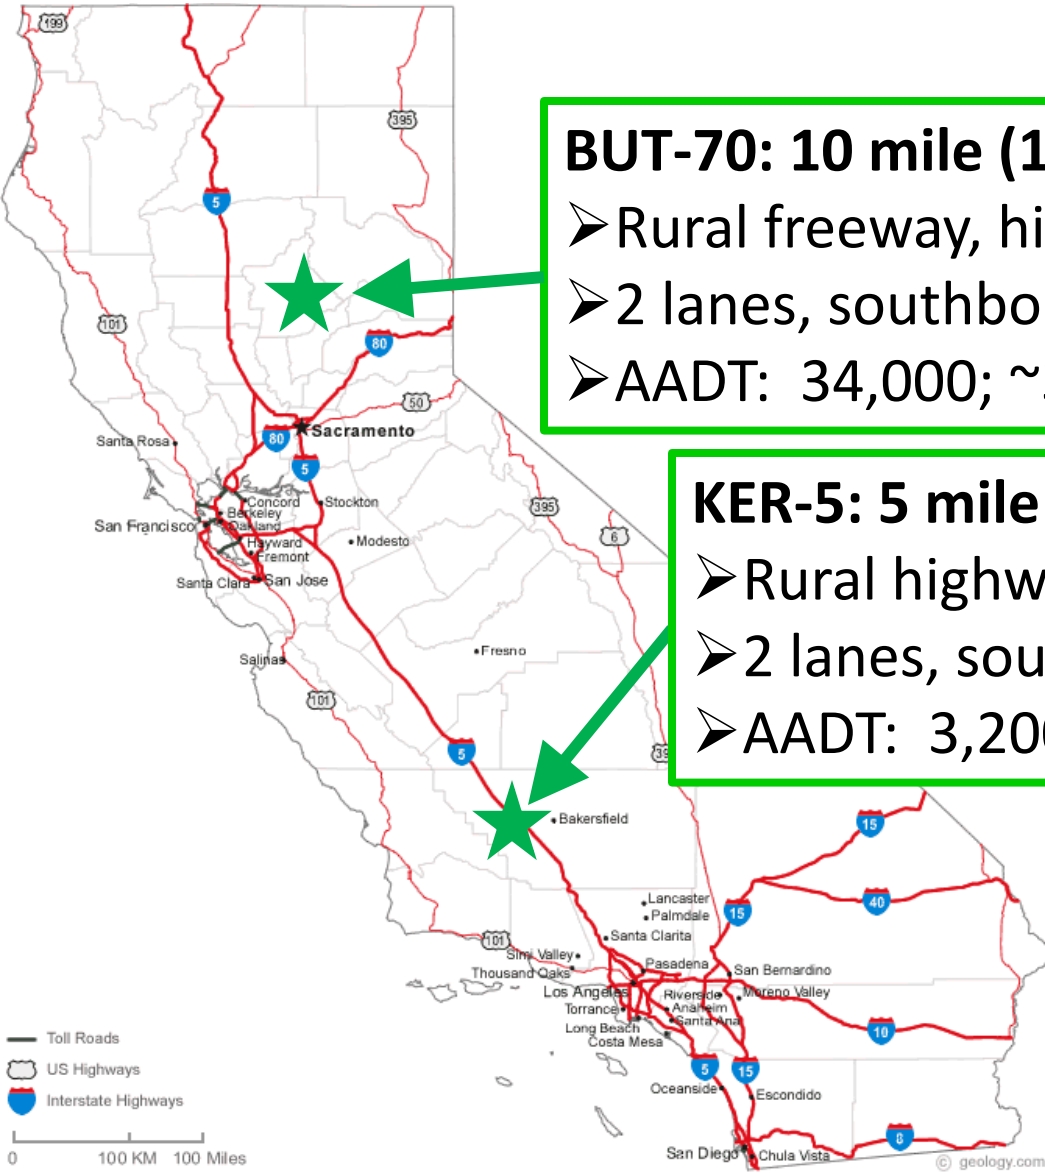 199
395
5
BUT-70: 10 mile (1
➢Rural freeway, hi
➢2 lanes, southbo
➢AADT: 34,000; ~
101
80
50
Santa Rosa
80
Sacramento
5
KER-5: 5 mile
➢Rural highw
➢2 lanes, sou
➢AADT: 3,20
Concord
Stockton
Berkeley
San Francisco
Oakland
395
6
Hayward
Modesto
Fremont
Santa Clara
San Jose
Salinas
Fresno
101
5
39
Bakersfield
15
Lancaster
40
Palmdale
15
101
Santa Clarita
Simi Valley
Pasadena
Thousand Oaks
San Bernardino
Los Angeles
Riverside
Moreno Valley
Torrance
Anaheim
Santa Ana
Long Beach
10
Costa Mesa
Toll Roads
US Highways
5
15
Interstate Highways
Oceanside
Escondido
8
San Diego
Chula Vista
0 100 KM 100 Miles
© geology.com